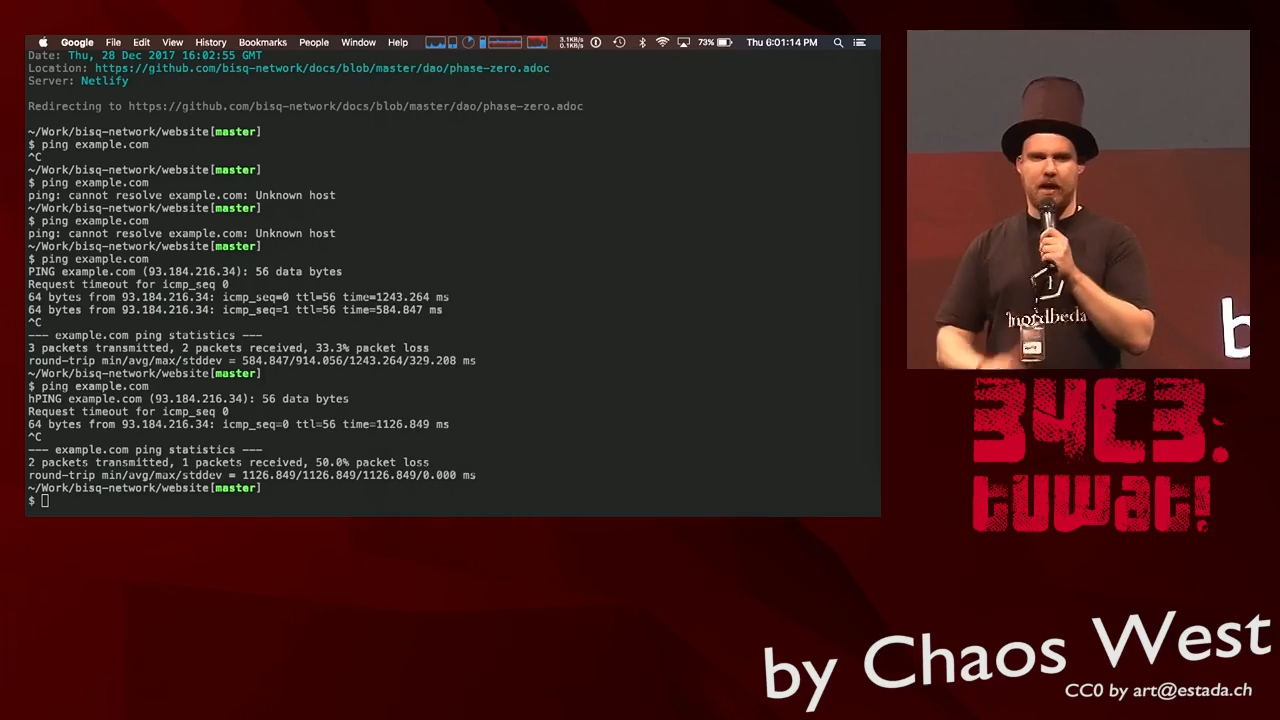 Google File Edit View History Bookmarks People Window Help 3.1KB/s 0.1KB/s 73% Thu 6:01:14 PM
Date: Thu, 28 Dec 2017 16:02:55 GMT
Location: https://github.com/bisq-network/docs/blob/master/dao/phase-zero.adoc
Server: Netlify
Redirecting to https://github.com/bisq-network/docs/blob/master/dao/phase-zero.adoc
~/Work/bisq-network/website[master]
$ ping example.com
^C
~/Work/bisq-network/website[master]
$ ping example.com
ping: cannot resolve example.com: Unknown host
~/Work/bisq-network/website[master]
$ ping example.com
ping: cannot resolve example.com: Unknown host
~/Work/bisq-network/website[master]
$ ping example.com
PING example.com (93.184.216.34): 56 data bytes
Request timeout for icmp_seq 0
64 bytes from 93.184.216.34: icmp_seq=0 ttl=56 time=1243.264 ms
64 bytes from 93.184.216.34: icmp_seq=1 ttl=56 time=584.847 ms
^C
--- example.com ping statistics ---
3 packets transmitted, 2 packets received, 33.3% packet loss
round-trip min/avg/max/stddev = 584.847/914.056/1243.264/329.208 ms
~/Work/bisq-network/website[master]
$ ping example.com
hPING example.com (93.184.216.34): 56 data bytes
Request timeout for icmp_seq 0
64 bytes from 93.184.216.34: icmp_seq=0 ttl=56 time=1126.849 ms
^C
--- example.com ping statistics ---
2 packets transmitted, 1 packets received, 50.0% packet loss
round-trip min/avg/max/stddev = 1126.849/1126.849/1126.849/0.000 ms
~/Work/bisq-network/website[master]
$
b
34C3:
tuwat!
by Chaos West
CC0 by art@estada.ch